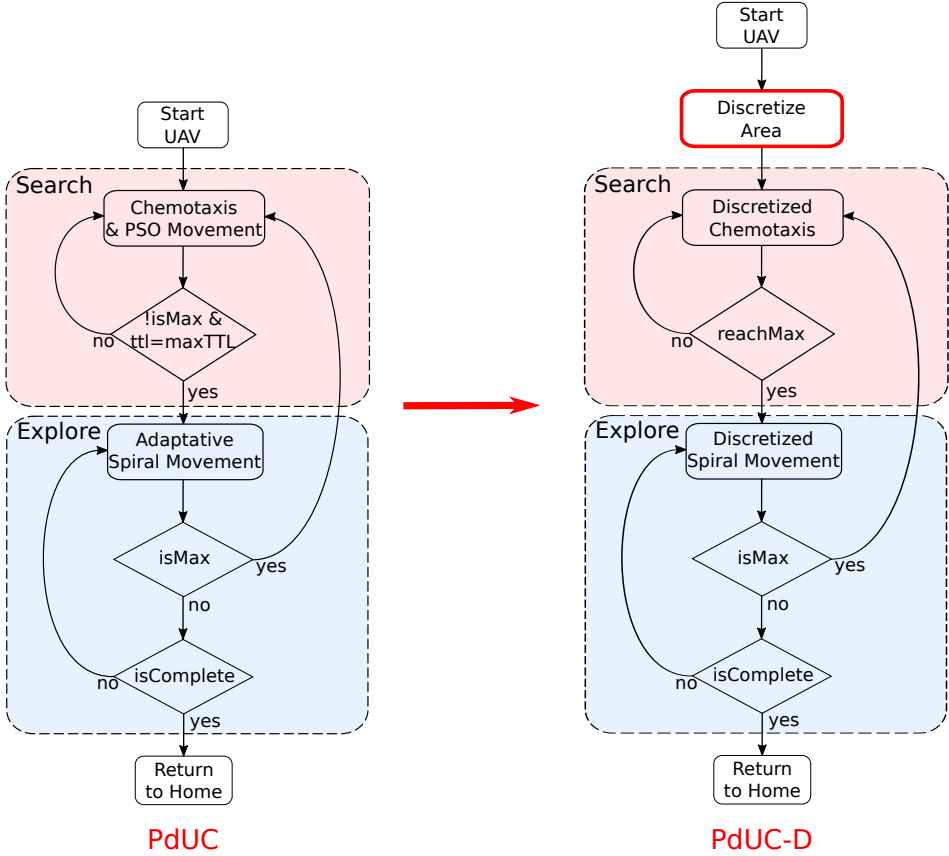 Start
UAV
Search
Chemotaxis
& PSO Movement
!isMax &
ttl=maxTTL
no
yes
Explore
Adaptative
Spiral Movement
isMax
yes
no
isComplete
no
yes
Return
to Home
PdUC
Start
UAV
Discretize
Area
Search
Discretized
Chemotaxis
reachMax
no
yes
Explore
Discretized
Spiral Movement
isMax
yes
no
isComplete
no
yes
Return
to Home
PdUC-D